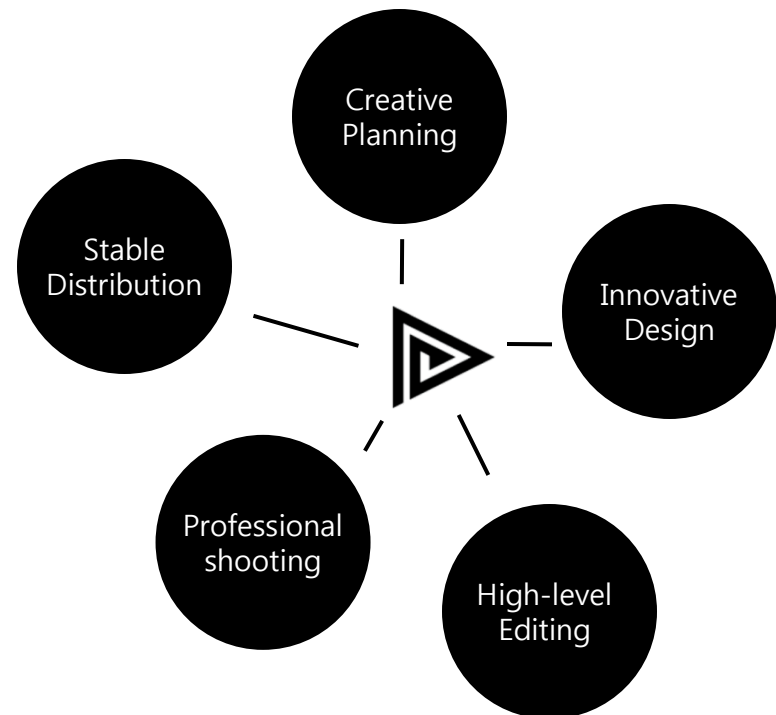 Creative
Planning
Stable
Distribution
Innovative
Design
Professional
shooting
High-level
Editing